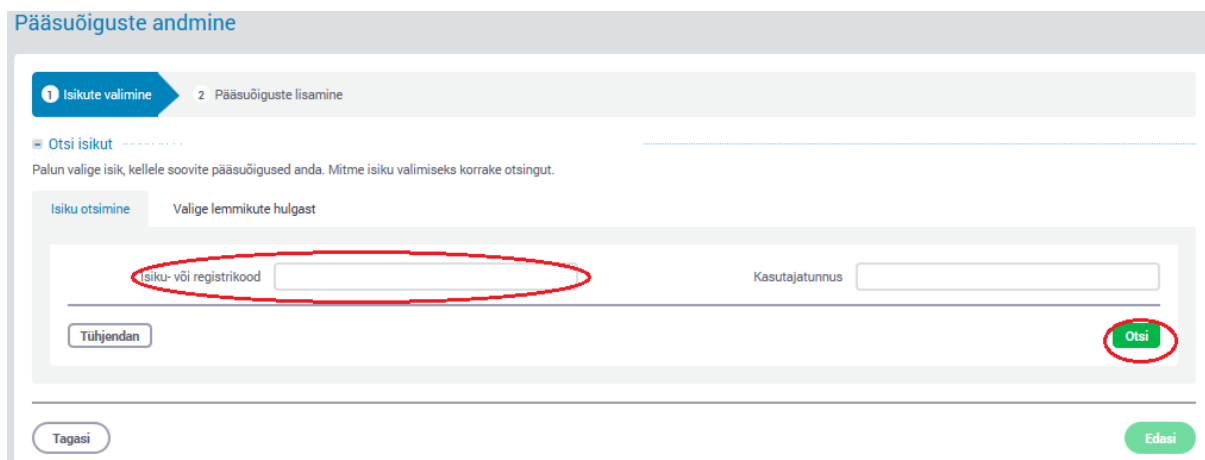 Pääsuõiguste andmine
1 Isikute valimine 2 Pääsuõiguste lisamine
Otsi isikut
Palun valige isik, kellele soovite pääsuõigused anda. Mitme isiku valimiseks korrake otsingut.
Isiku otsimine Valige lemmikute hulgast
Isiku- või registrikood Kasutajatunnus
Tühjendan Otsi
Tagasi Edasi